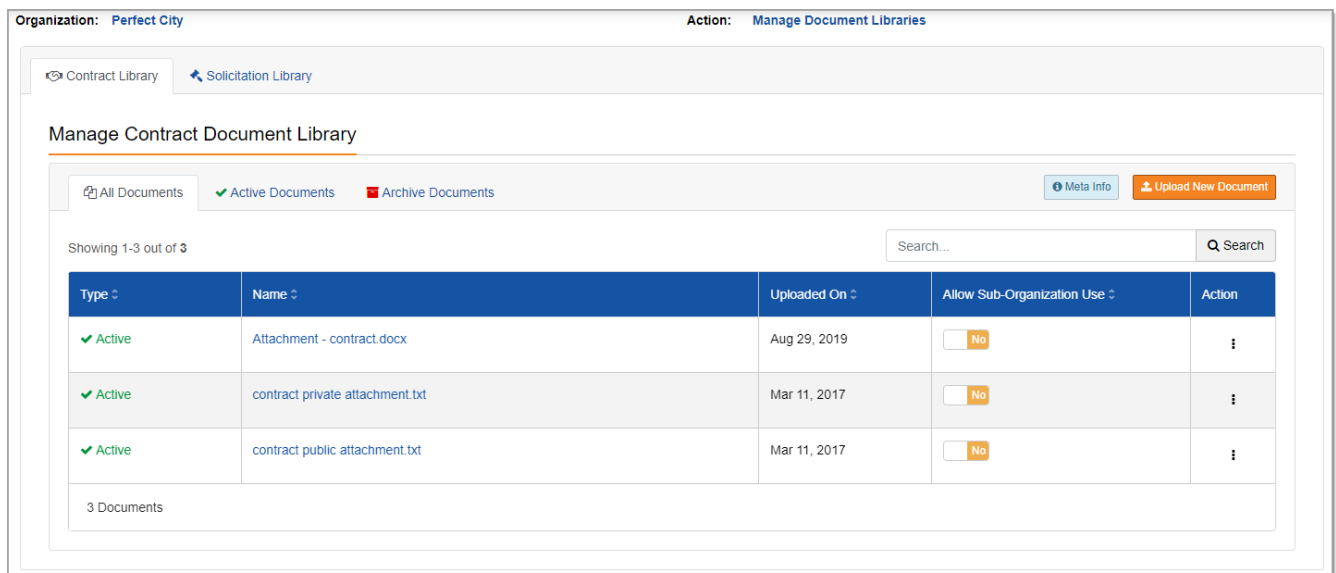 Organization: Perfect City Action: Manage Document Libraries
Contract Library Solicitation Library
Manage Contract Document Library
All Documents Active Documents Archive Documents Meta Info Upload New Document
Showing 1-3 out of 3 Search... Search
Type Name Uploaded On Allow Sub-Organization Use Action
Active Attachment - contract.docx Aug 29, 2019 No
Active contract private attachment.txt Mar 11, 2017 No
Active contract public attachment.txt Mar 11, 2017 No
3 Documents